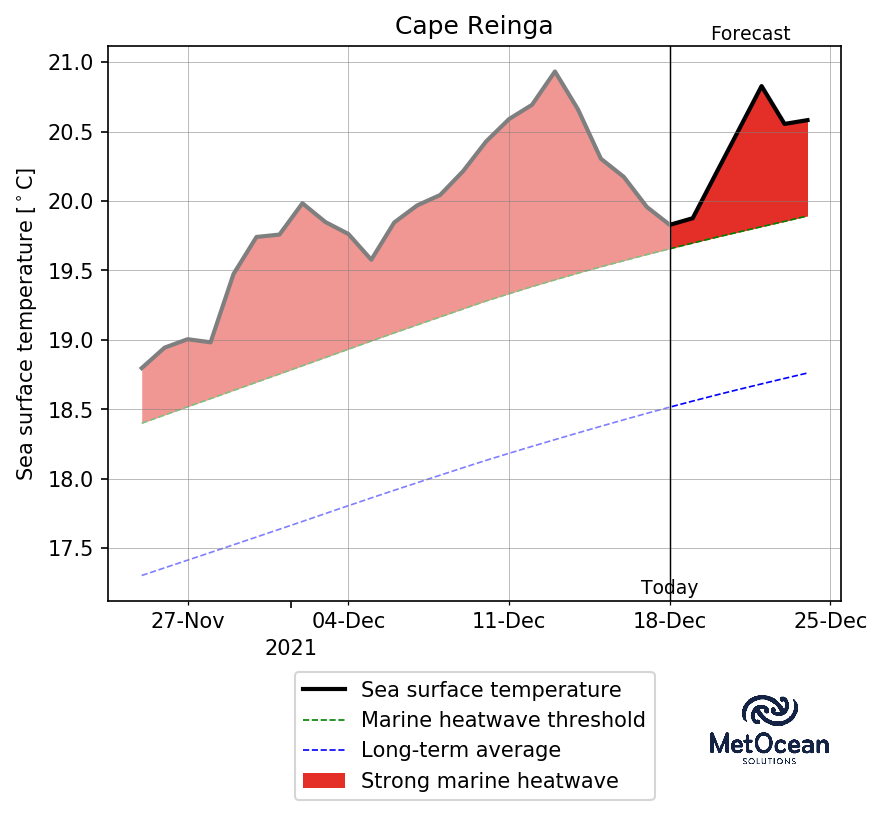 Cape Reinga
Forecast
Sea surface temperature [°C]
21.0
20.5
20.0
19.5
19.0
18.5
18.0
17.5
Today
27-Nov 04-Dec 11-Dec 18-Dec 25-Dec
2021
Sea surface temperature
Marine heatwave threshold
Long-term average
Strong marine heatwave
MetOcean
SOLUTIONS